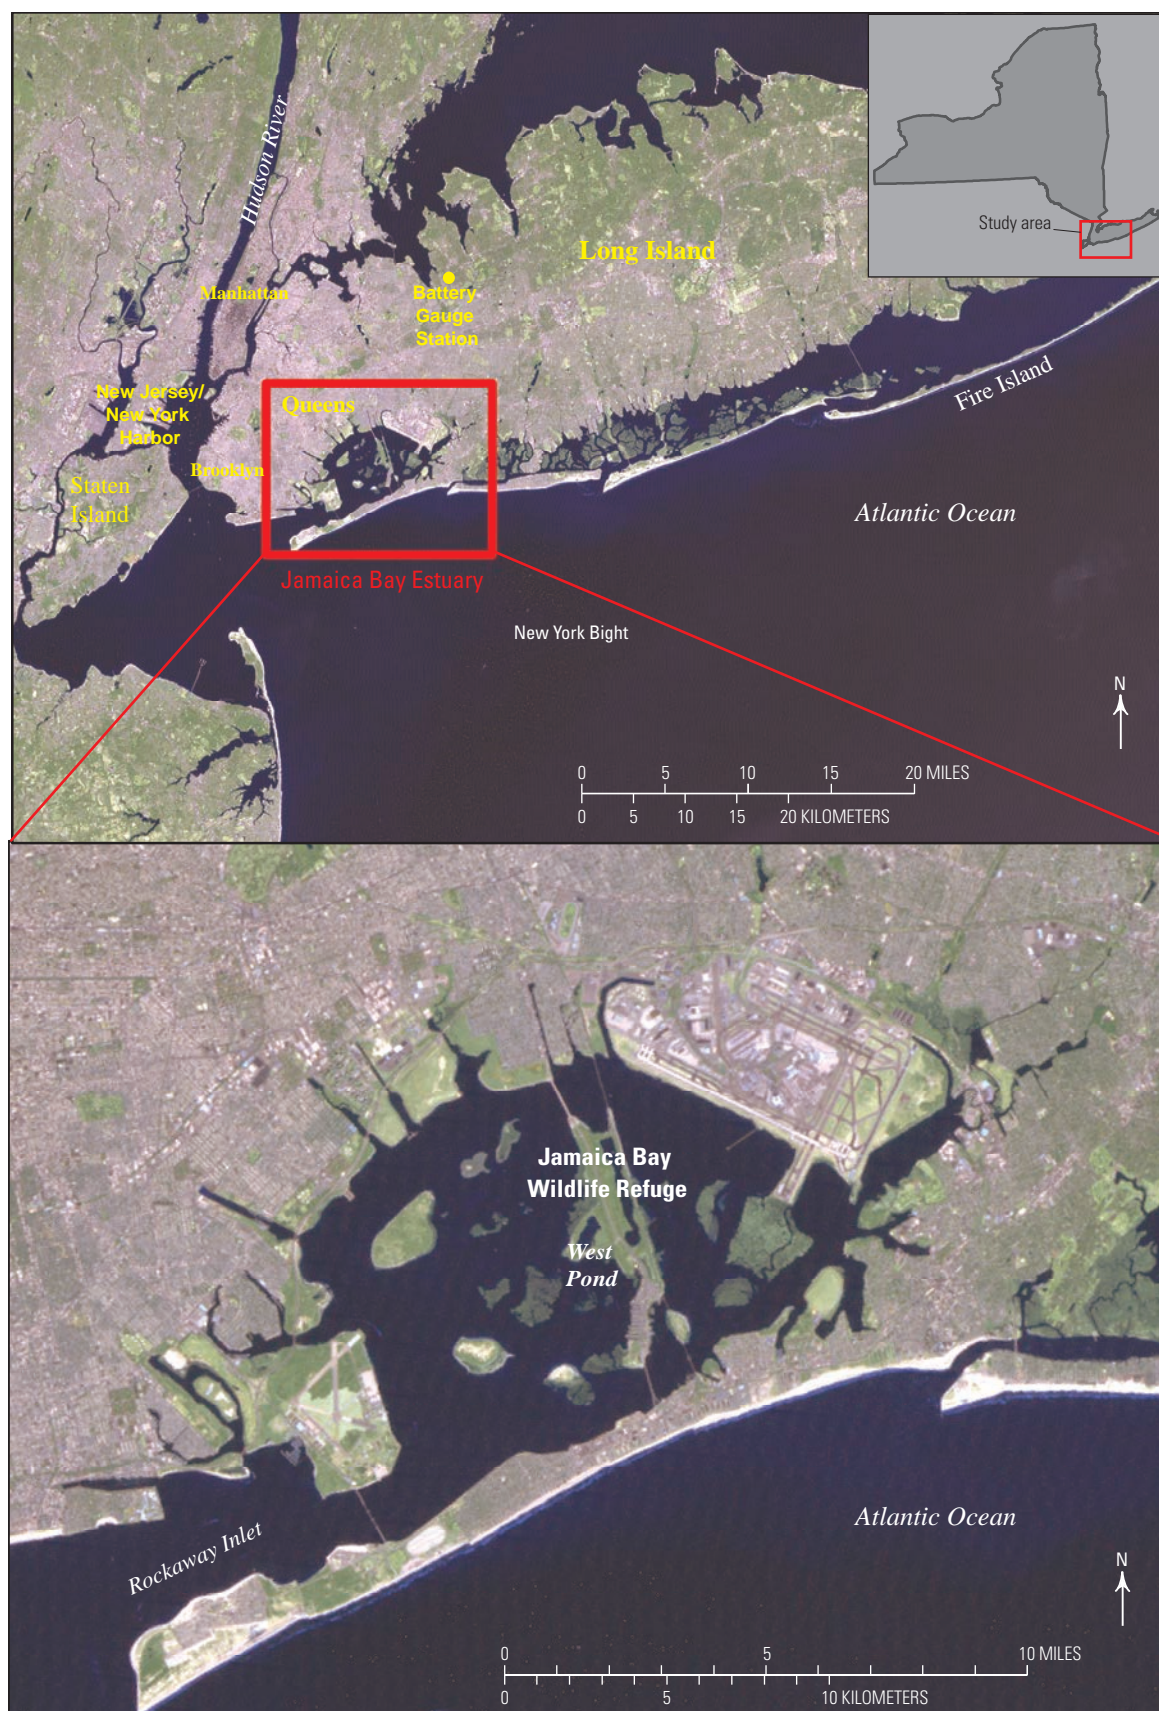 Hudson River
Study area
Long Island
Manhattan
Battery
Gauge
Station
Fire Island
New Jersey/
New York
Harbor
Queens
Brooklyn
Staten
Island
Atlantic Ocean
Jamaica Bay Estuary
New York Bight
N
0 5 10 15 20 MILES
0 5 10 15 20 KILOMETERS
Jamaica Bay
Wildlife Refuge
West
Pond
Atlantic Ocean
Rockaway Inlet
N
0 5 10 MILES
0 5 10 KILOMETERS